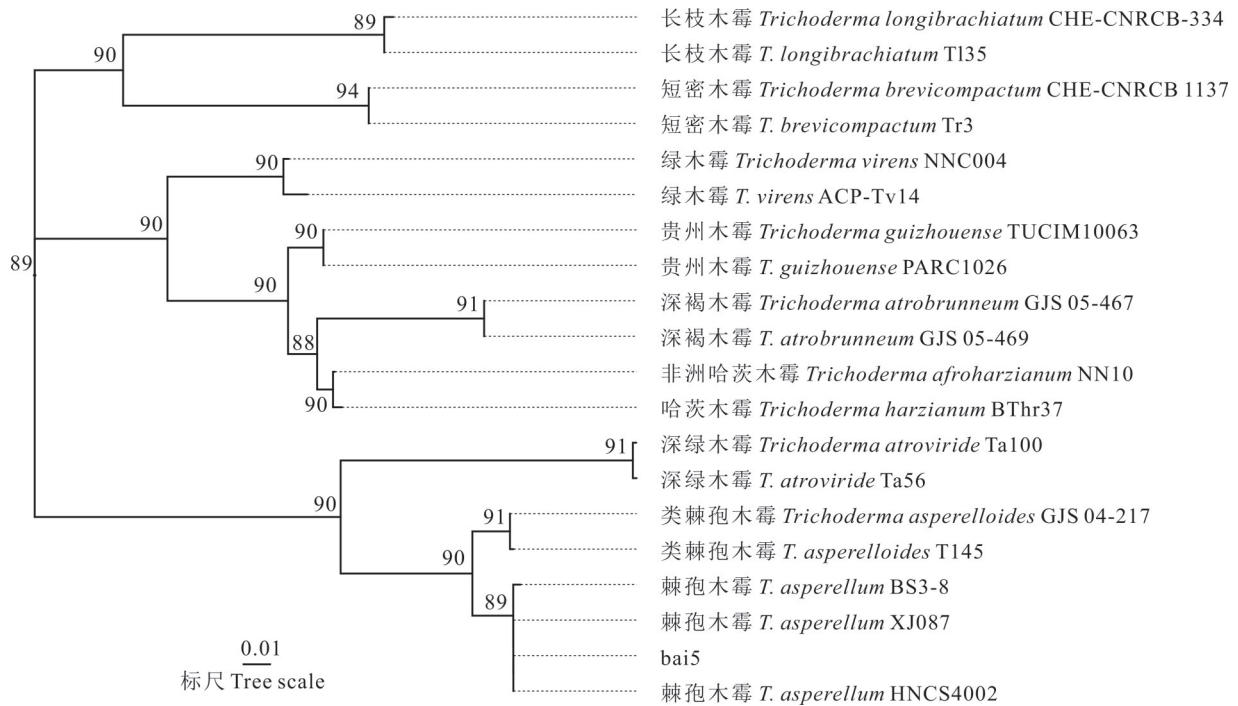 89
长枝木霉 Trichoderma longibrachiatum CHE-CNRCB-334
90
长枝木霉 T. longibrachiatum Tl35
94
短密木霉 Trichoderma brevicompactum CHE-CNRCB 1137
短密木霉 T. brevicompactum Tr3
90
绿木霉 Trichoderma virens NNC004
绿木霉 T. virens ACP-Tv14
90
90
贵州木霉 Trichoderma guizhouense TUCIM10063
89
贵州木霉 T. guizhouense PARC1026
90
91
深褐木霉 Trichoderma atrobrunneum GJS 05-467
88
深褐木霉 T. atrobrunneum GJS 05-469
非洲哈茨木霉 Trichoderma afroharzianum NN10
90
哈茨木霉 Trichoderma harzianum BThr37
91
深绿木霉 Trichoderma atroviride Ta100
深绿木霉 T. atroviride Ta56
90
91
类棘孢木霉 Trichoderma asperelloides GJS 04-217
90
类棘孢木霉 T. asperelloides T145
棘孢木霉 T. asperellum BS3-8
89
棘孢木霉 T. asperellum XJ087
bai5
棘孢木霉 T. asperellum HNCS4002
0.01
标尺 Tree scale